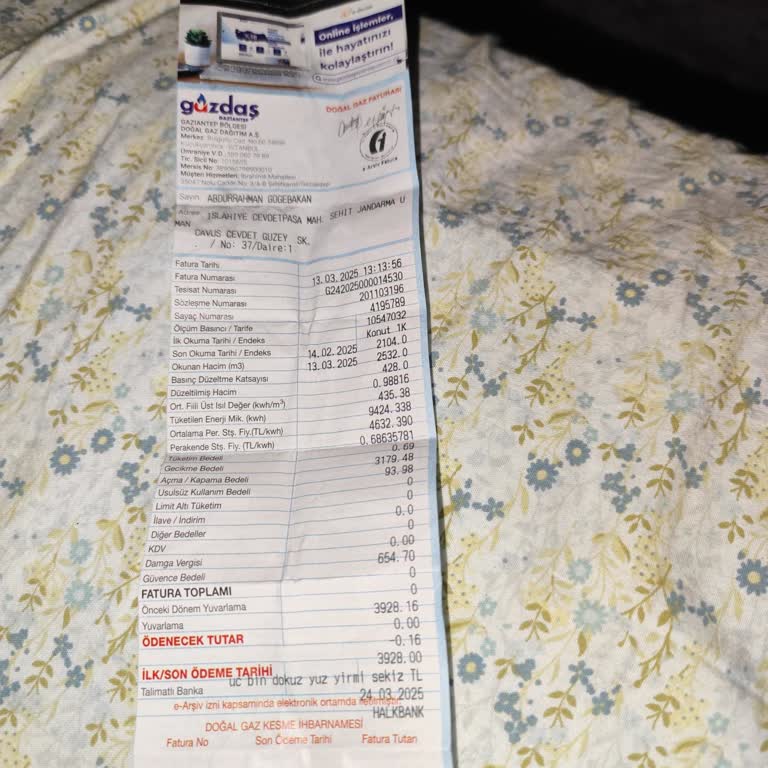 Online işlemler,
ile hayatınızı
kolaylaştırın!
gazdaş
GAZİANTEP
DOĞAL GAZ FATURASI
GAZİANTEP BÖLGESİ
DOĞAL GAZ DAĞITIM A.Ş.
e-Arşiv Fatura
Sayın: ABDURRAHMAN GOGEBAKAN
Adres: ISLAHIYE CEVDETPASA MAH. SEHIT JANDARMA U
MAN
CAVUS CEVDET GUZEY SK.
/ No: 37/Daire:1
Fatura Tarihi 13.03.2025 13:13:56
Fatura Numarası G242025000014530
Tesisat Numarası 201103196
Sözleşme Numarası 4195789
Sayaç Numarası 10547032
Ölçüm Basıncı / Tarife Konut 1K
İlk Okuma Tarihi / Endeks 14.02.2025 2104.0
Son Okuma Tarihi / Endeks 13.03.2025 2532.0
Okunan Hacim (m3) 428.0
Basınç Düzeltme Katsayısı 0.98816
Düzeltilmiş Hacim 435.38
Ort. Fiili Üst Isıl Değer (kwh/m³) 9424.338
Tüketilen Enerji Mik. (kwh) 4632.390
Ortalama Per. Stş. Fiy.(TL/kwh) 0.68635781
Perakende Stş. Fiy. (TL/kwh) 0.69
Tüketim Bedeli 3179.48
Gecikme Bedeli 93.98
Açma / Kapama Bedeli 0
Usulsüz Kullanım Bedeli 0
Limit Altı Tüketim 0.0
İlave / İndirim 0
Diğer Bedeller 0.00
KDV 654.70
Damga Vergisi 0
Güvence Bedeli 0
FATURA TOPLAMI 3928.16
Önceki Dönem Yuvarlama 0.00
Yuvarlama -0.16
ÖDENECEK TUTAR 3928.00
uc bin dokuz yuz yirmi sekiz TL
İLK/SON ÖDEME TARİHİ 24.03.2025
Talimatlı Banka HALKBANK
e-Arşiv izni kapsamında elektronik ortamda iletilmiştir.
DOĞAL GAZ KESME İHBARNAMESİ
Fatura No Son Ödeme Tarihi Fatura Tutarı